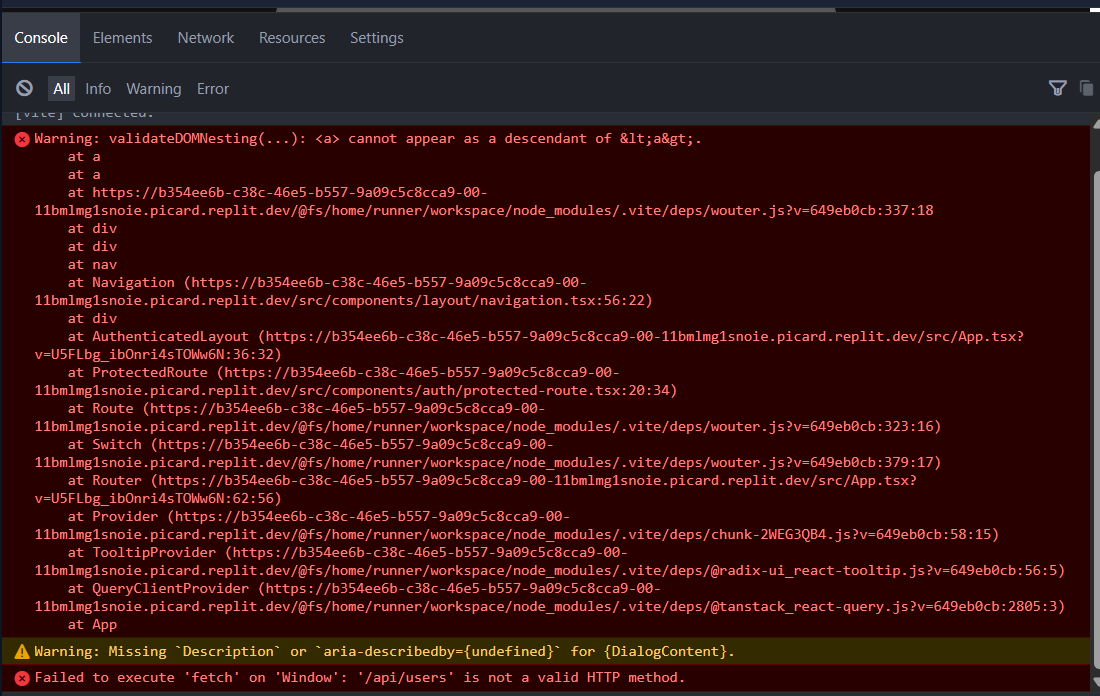 Console Elements Network Resources Settings
All Info Warning Error
[vite] connected.
Warning: validateDOMNesting(...): <a> cannot appear as a descendant of &lt;a&gt;.
at a
at a
at https://b354ee6b-c38c-46e5-b557-9a09c5c8cca9-00-
11bmlmg1snoie.picard.replit.dev/@fs/home/runner/workspace/node_modules/.vite/deps/wouter.js?v=649eb0cb:337:18
at div
at div
at nav
at Navigation (https://b354ee6b-c38c-46e5-b557-9a09c5c8cca9-00-
11bmlmg1snoie.picard.replit.dev/src/components/layout/navigation.tsx:56:22)
at div
at AuthenticatedLayout (https://b354ee6b-c38c-46e5-b557-9a09c5c8cca9-00-11bmlmg1snoie.picard.replit.dev/src/App.tsx?
v=U5FLbg_ibOnri4sTOWw6N:36:32)
at ProtectedRoute (https://b354ee6b-c38c-46e5-b557-9a09c5c8cca9-00-
11bmlmg1snoie.picard.replit.dev/src/components/auth/protected-route.tsx:20:34)
at Route (https://b354ee6b-c38c-46e5-b557-9a09c5c8cca9-00-
11bmlmg1snoie.picard.replit.dev/@fs/home/runner/workspace/node_modules/.vite/deps/wouter.js?v=649eb0cb:323:16)
at Switch (https://b354ee6b-c38c-46e5-b557-9a09c5c8cca9-00-
11bmlmg1snoie.picard.replit.dev/@fs/home/runner/workspace/node_modules/.vite/deps/wouter.js?v=649eb0cb:379:17)
at Router (https://b354ee6b-c38c-46e5-b557-9a09c5c8cca9-00-11bmlmg1snoie.picard.replit.dev/src/App.tsx?
v=U5FLbg_ibOnri4sTOWw6N:62:56)
at Provider (https://b354ee6b-c38c-46e5-b557-9a09c5c8cca9-00-
11bmlmg1snoie.picard.replit.dev/@fs/home/runner/workspace/node_modules/.vite/deps/chunk-2WEG3QB4.js?v=649eb0cb:58:15)
at TooltipProvider (https://b354ee6b-c38c-46e5-b557-9a09c5c8cca9-00-
11bmlmg1snoie.picard.replit.dev/@fs/home/runner/workspace/node_modules/.vite/deps/@radix-ui_react-tooltip.js?v=649eb0cb:56:5)
at QueryClientProvider (https://b354ee6b-c38c-46e5-b557-9a09c5c8cca9-00-
11bmlmg1snoie.picard.replit.dev/@fs/home/runner/workspace/node_modules/.vite/deps/@tanstack_react-query.js?v=649eb0cb:2805:3)
at App
Warning: Missing `Description` or `aria-describedby={undefined}` for {DialogContent}.
Failed to execute 'fetch' on 'Window': '/api/users' is not a valid HTTP method.